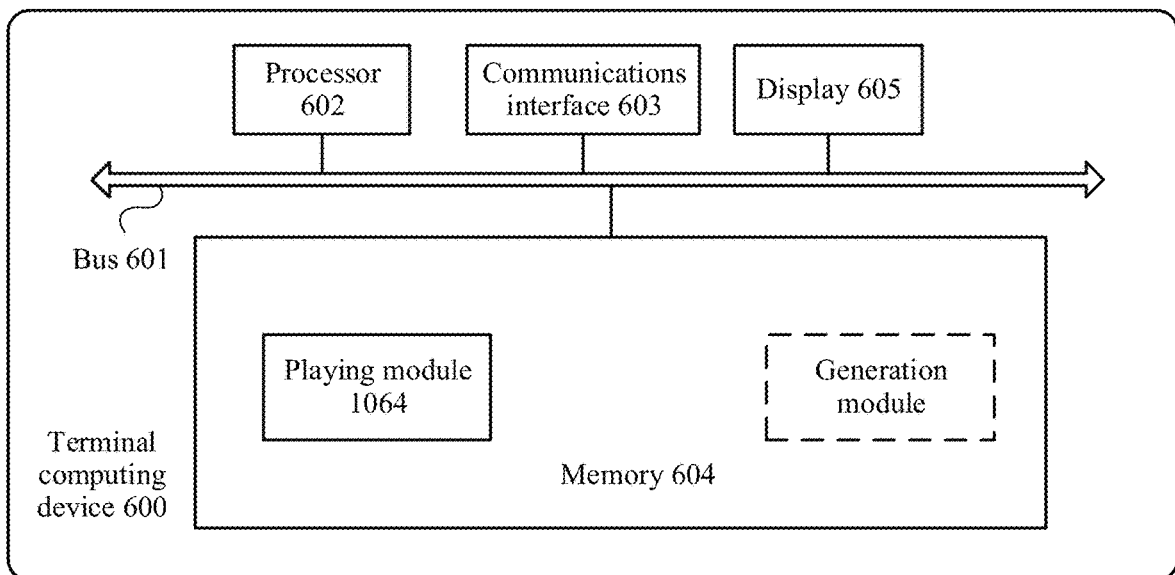 Processor
602
Communications
interface 603
Display 605
Bus 601
Playing module
1064
Generation
module
Terminal
computing
device 600
Memory 604